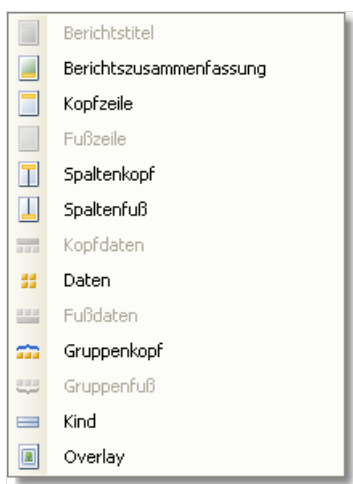 Berichtstitel
Berichtszusammenfassung
Kopfzeile
Fußzeile
Spaltenkopf
Spaltenfuß
Kopfdaten
Daten
Fußdaten
Gruppenkopf
Gruppenfuß
Kind
Overlay